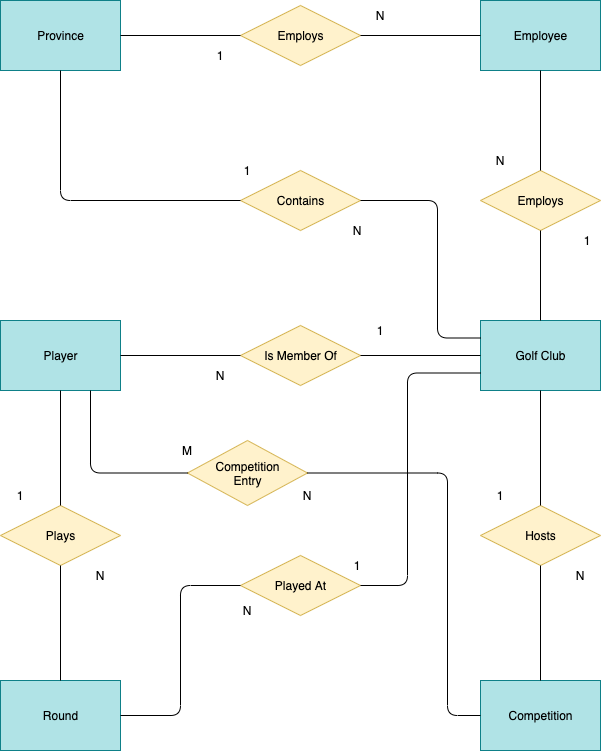 Province
Employs
Employee
N
1
1
Contains
N
N
Employs
1
Player
Is Member Of
1
N
Golf Club
M
Competition
Entry
N
1
Plays
N
1
Hosts
N
Played At
1
N
Round
Competition